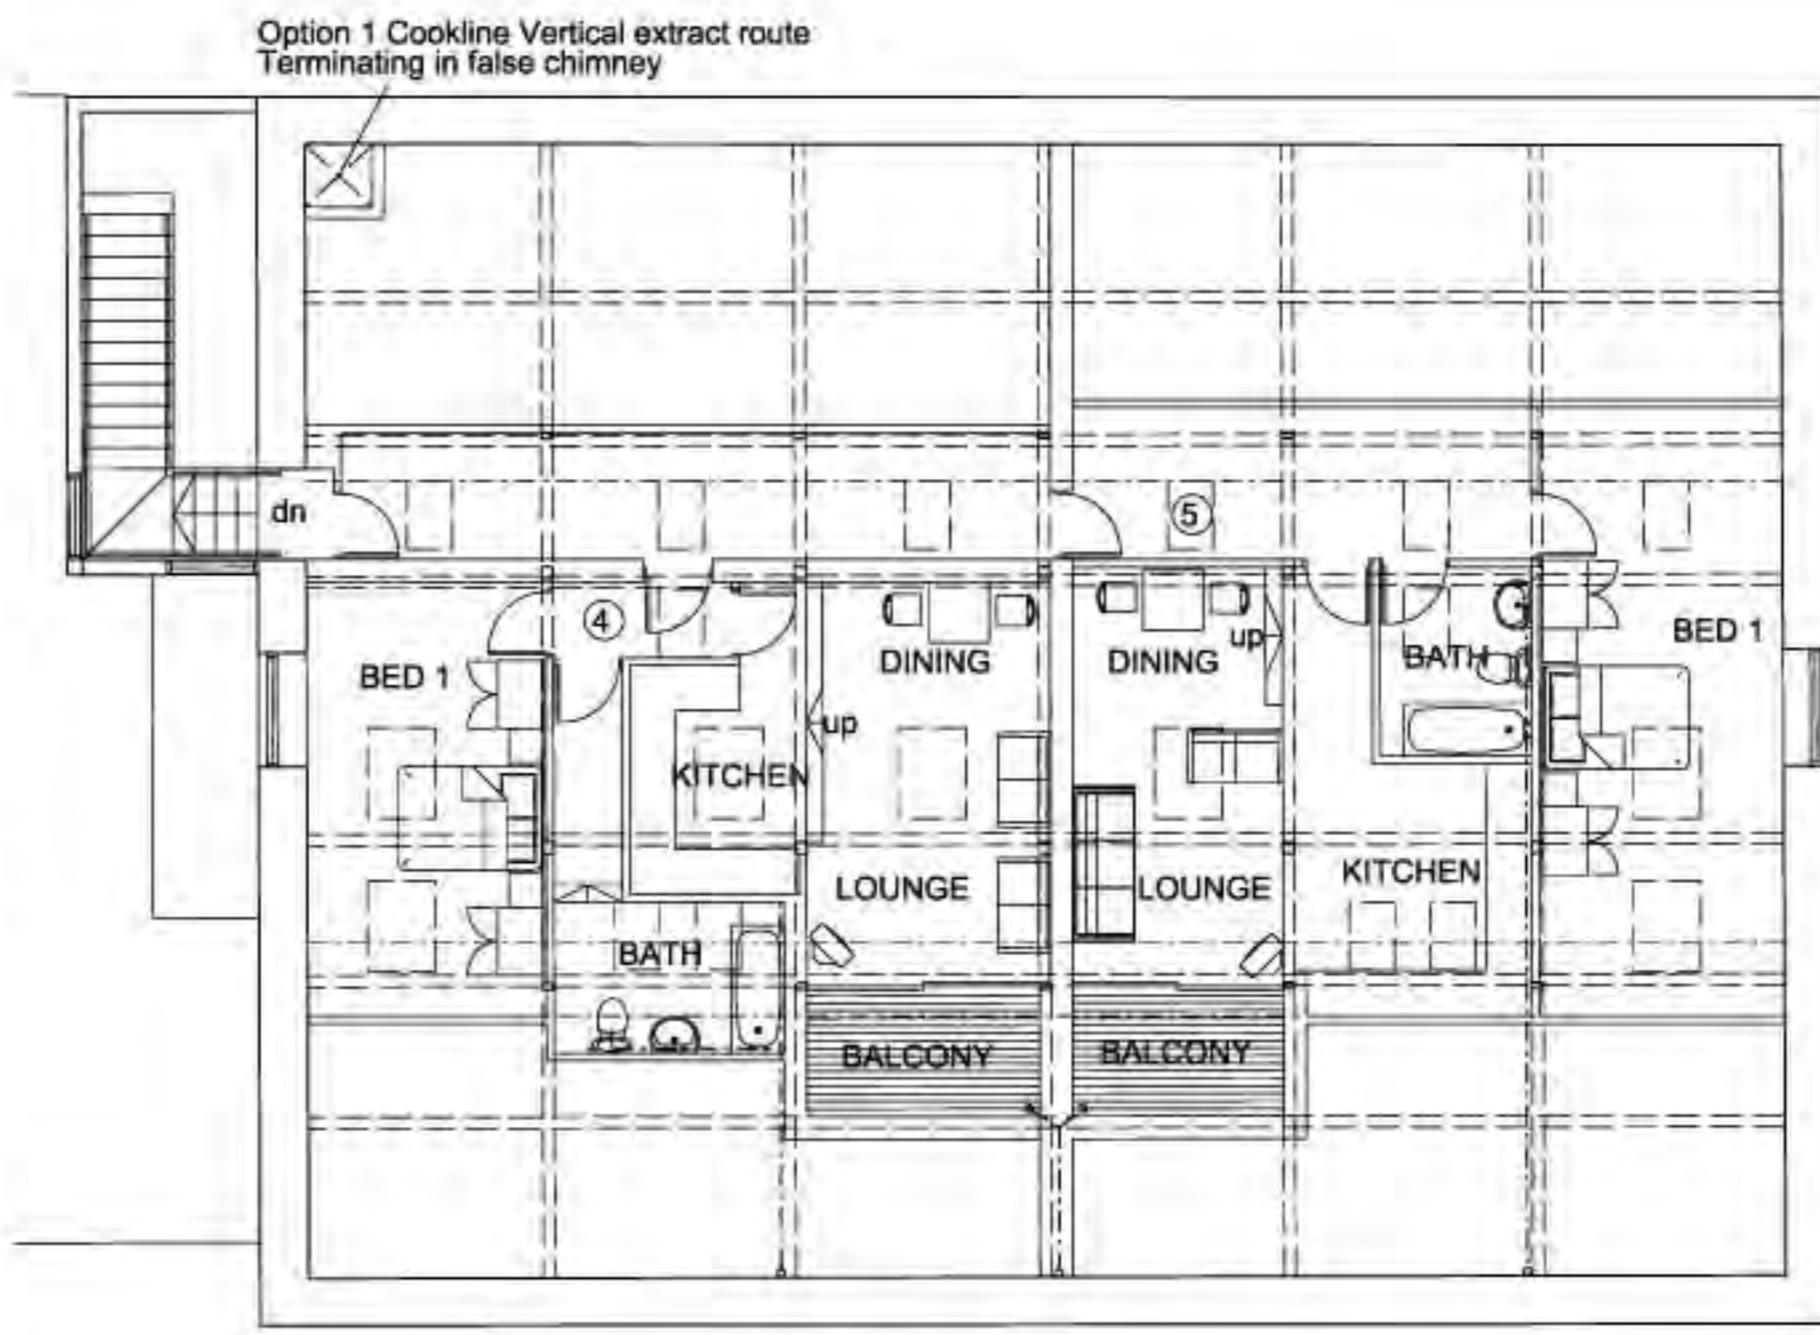 Option 1 Cookline Vertical extract route
Terminating in false chimney
dn
5
4
BED 1
DINING
DINING
up
BATH
BED 1
up
KITCHEN
LOUNGE
LOUNGE
KITCHEN
BATH
BALCONY
BALCONY